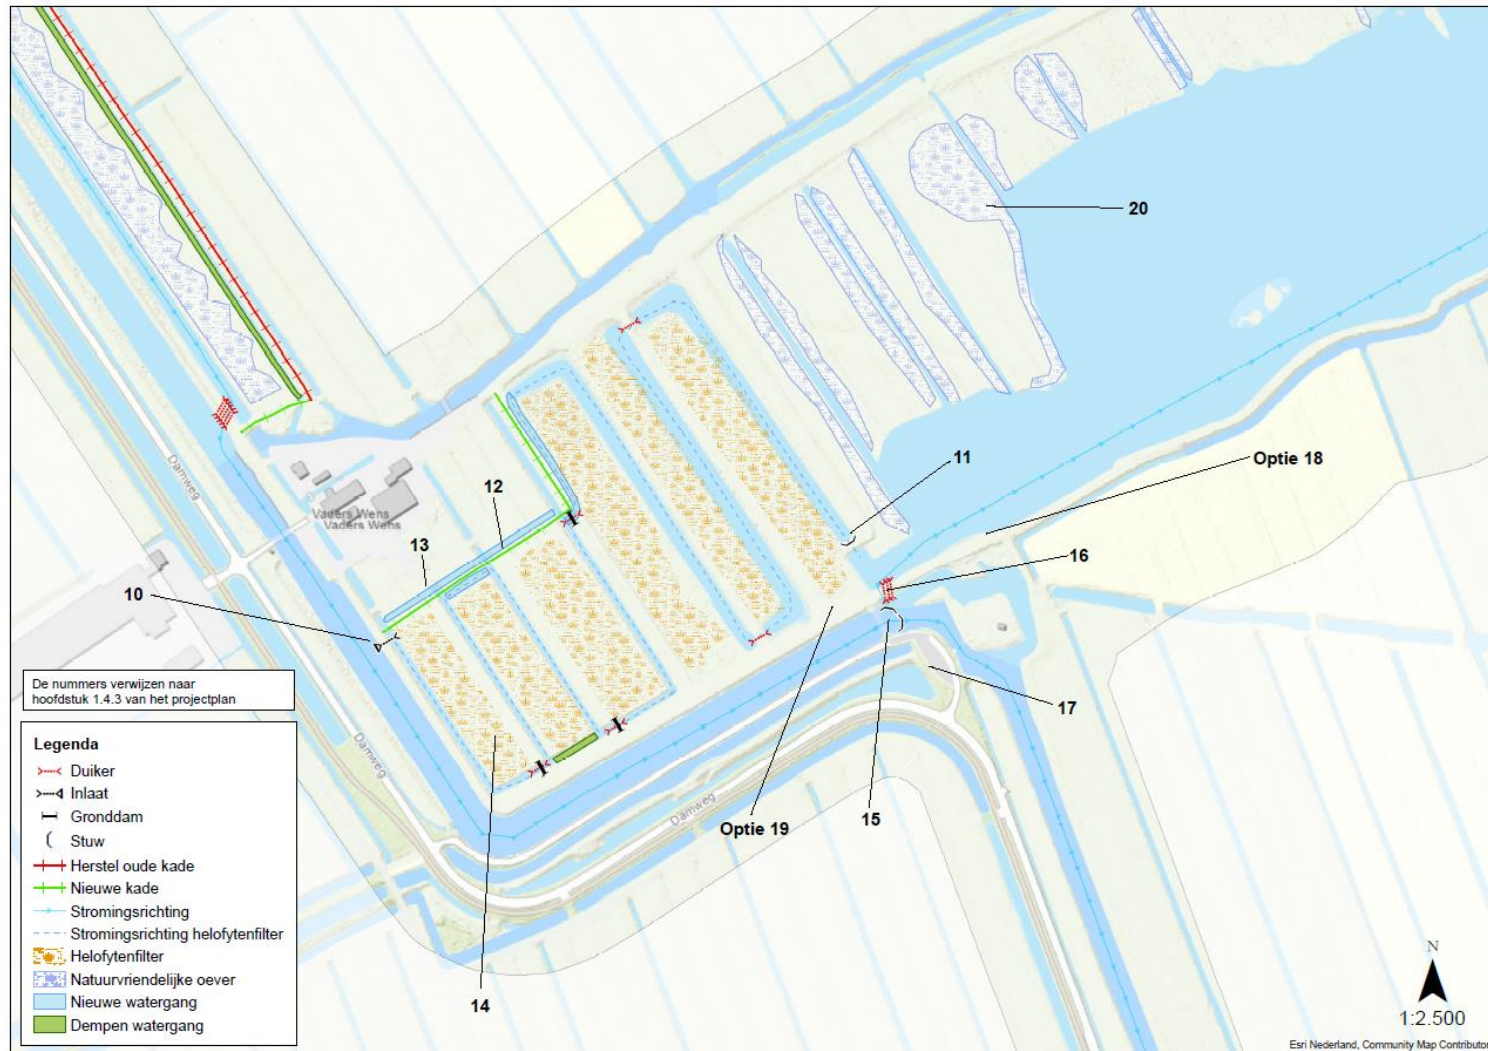 20
11
Optie 18
12
16
13
10
Damweg
Vaders Wens
Vaders Wens
De nummers verwijzen naar
hoofdstuk 1.4.3 van het projectplan
17
Damweg
Damweg
15
Optie 19
14
Legenda
Duiker
Inlaat
Gronddam
Stuw
Herstel oude kade
Nieuwe kade
Stromingsrichting
Stromingsrichting helofytenfilter
Helofytenfilter
Natuurvriendelijke oever
Nieuwe watergang
Dempen watergang
N
1:2.500
Esri Nederland, Community Map Contributor